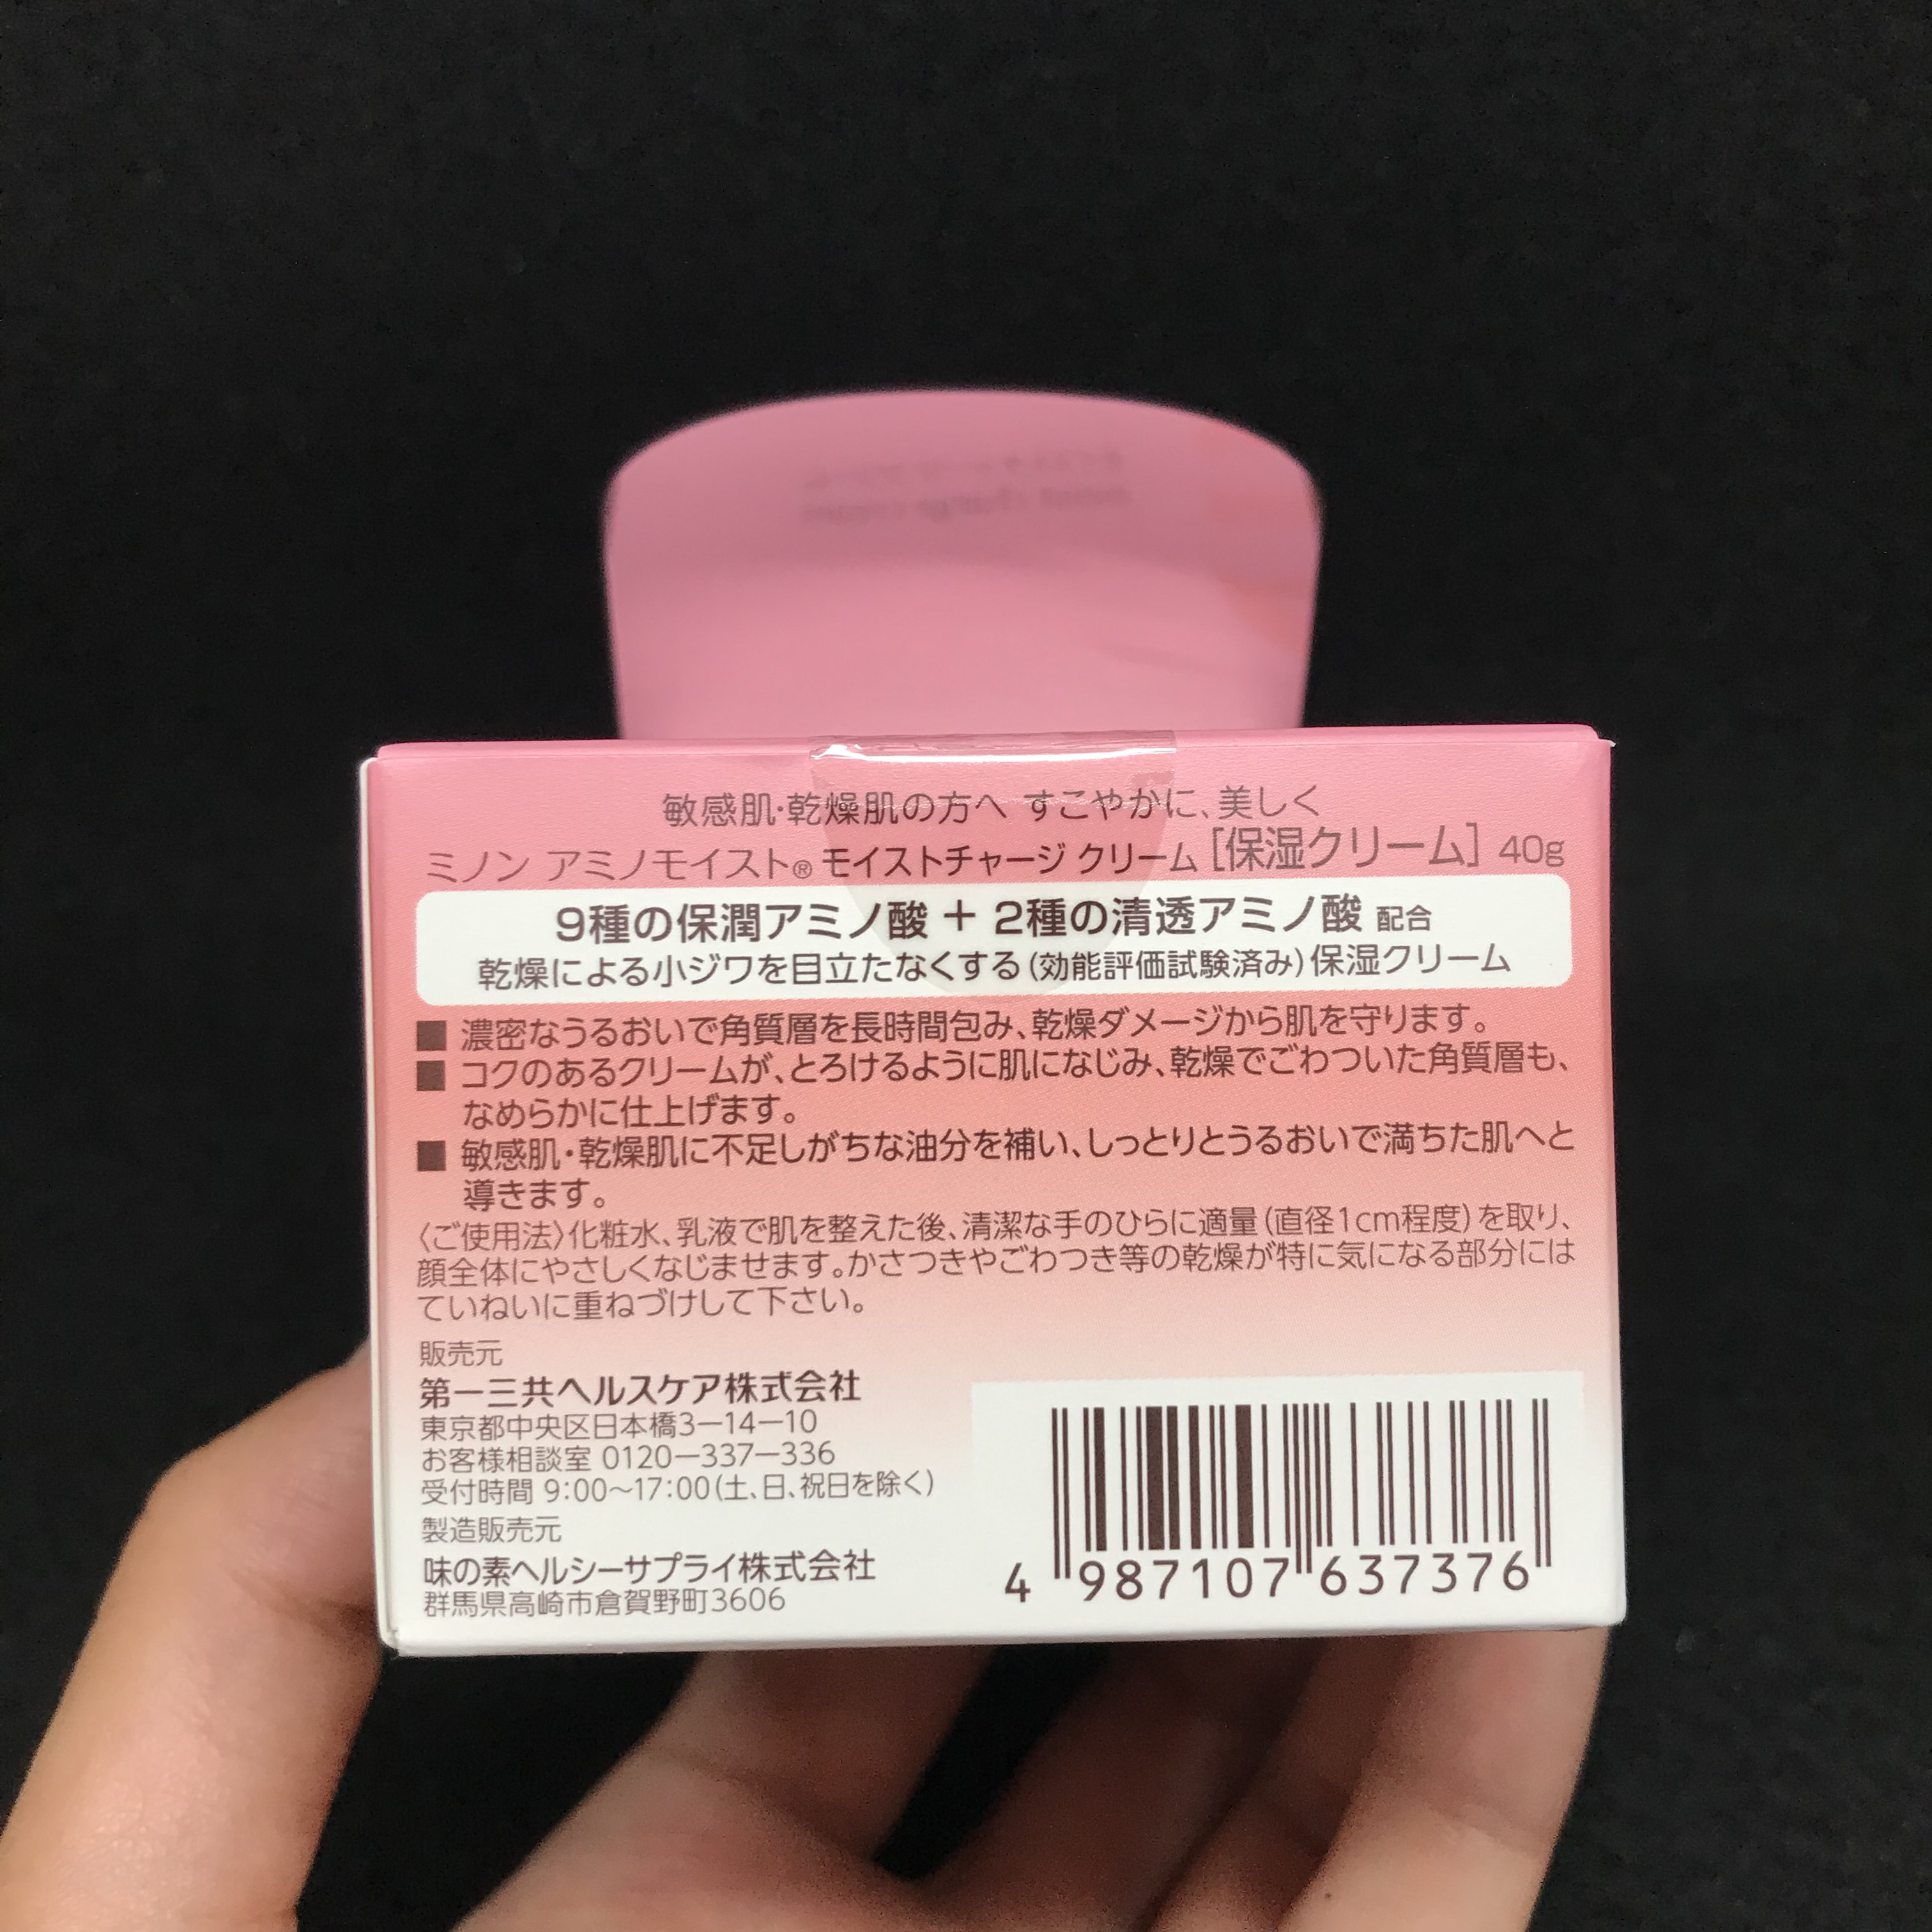 敏感肌・乾燥肌の方へ すこやかに、美しく
ミノン アミノモイスト® モイストチャージ クリーム［保湿クリーム］ 40g
9種の保潤アミノ酸 ＋ 2種の清透アミノ酸 配合
乾燥による小ジワを目立たなくする（効能評価試験済み）保湿クリーム
■ 濃密なうるおいで角質層を長時間包み、乾燥ダメージから肌を守ります。
■ コクのあるクリームが、とろけるように肌になじみ、乾燥でごわついた角質層も、
なめらかに仕上げます。
■ 敏感肌・乾燥肌に不足しがちな油分を補い、しっとりとうるおいで満ちた肌へと
導きます。
〈ご使用法〉化粧水、乳液で肌を整えた後、清潔な手のひらに適量（直径1cm程度）を取り、
顔全体にやさしくなじませます。かさつきやごわつき等の乾燥が特に気になる部分には
ていねいに重ねづけして下さい。
販売元
第一三共ヘルスケア株式会社
東京都中央区日本橋3ー14ー10
お客様相談室 0120ー337ー336
受付時間 9:00〜17:00（土、日、祝日を除く）
製造販売元
味の素ヘルシーサプライ株式会社
群馬県高崎市倉賀野町3606
4 987107 637376